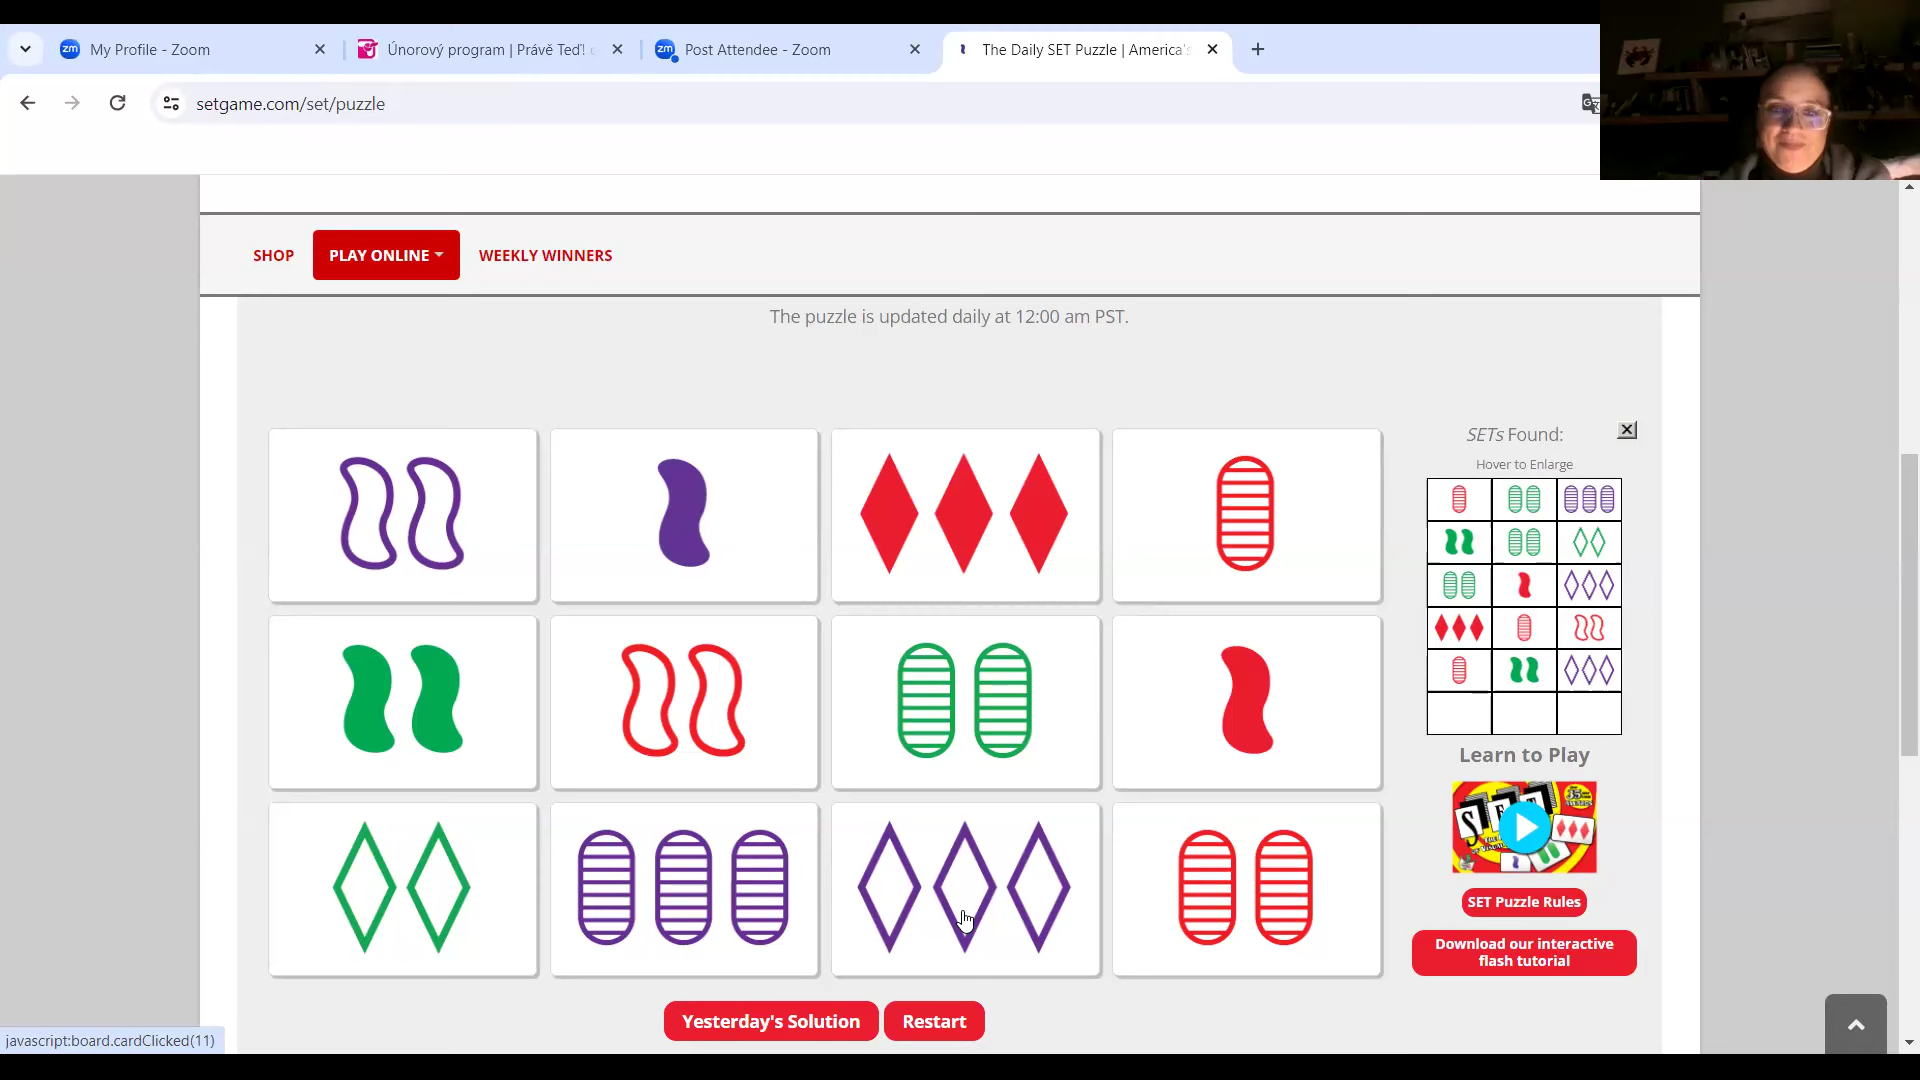 My Profile - Zoom
Únorový program | Právě Teď!
Post Attendee - Zoom
The Daily SET Puzzle | America's
setgame.com/set/puzzle
SHOP
PLAY ONLINE
WEEKLY WINNERS
The puzzle is updated daily at 12:00 am PST.
SETs Found:
Hover to Enlarge
Learn to Play
SET Puzzle Rules
Download our interactive
flash tutorial
Yesterday's Solution
Restart
javascript:board.cardClicked(11)